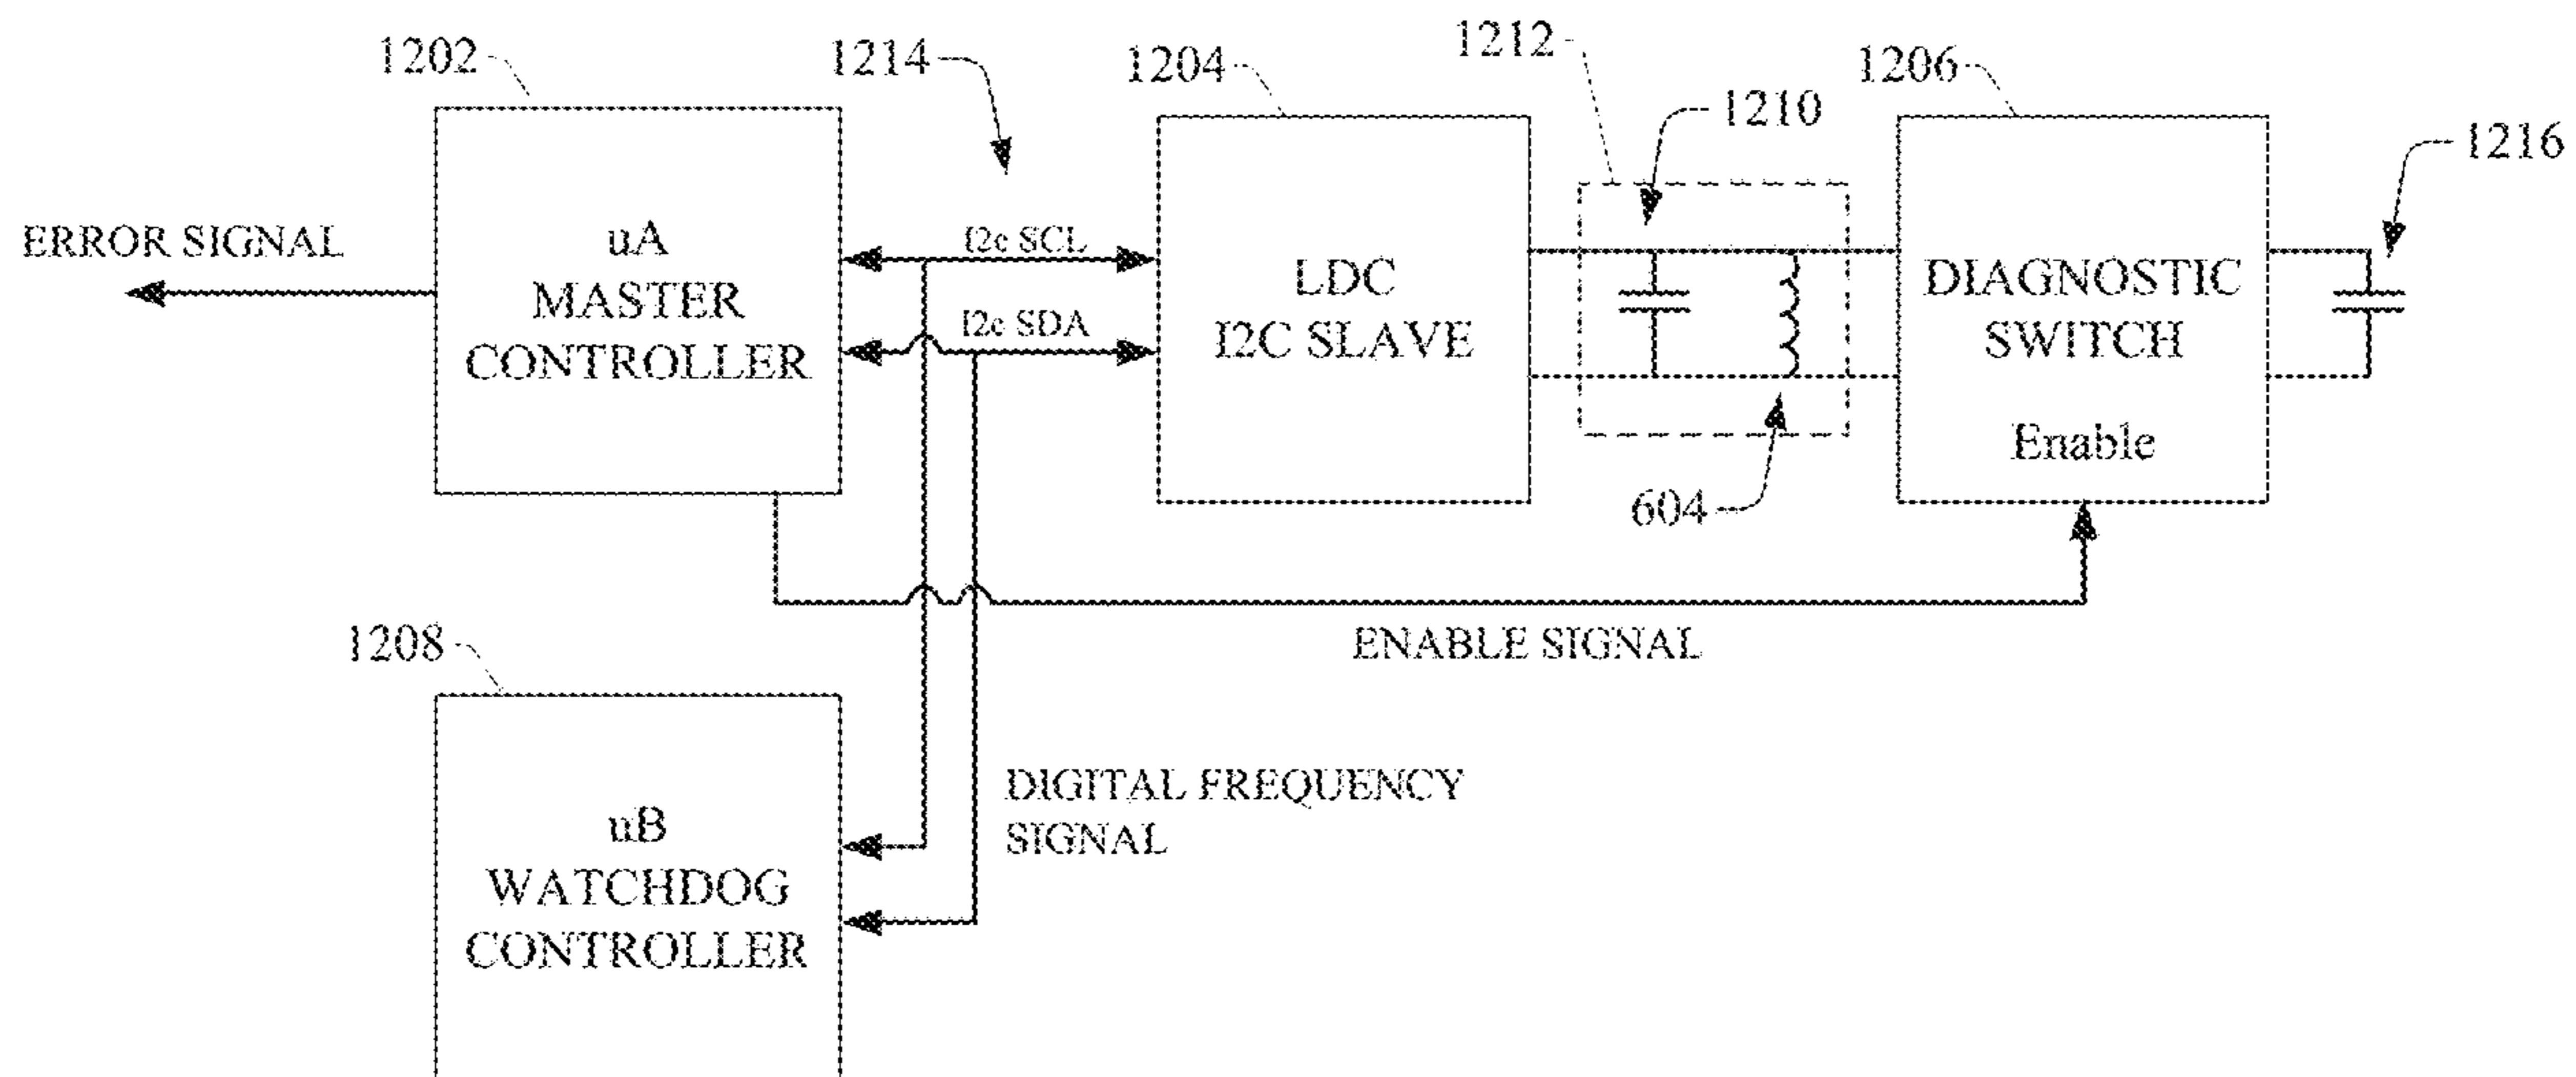 1202
1214
1204
1212
1210
1206
1216
ERROR SIGNAL
uA
MASTER
CONTROLLER
I2c SCL
I2c SDA
LDC
I2C SLAVE
604
DIAGNOSTIC
SWITCH
Enable
ENABLE SIGNAL
1208
uB
WATCHDOG
CONTROLLER
DIGITAL FREQUENCY
SIGNAL